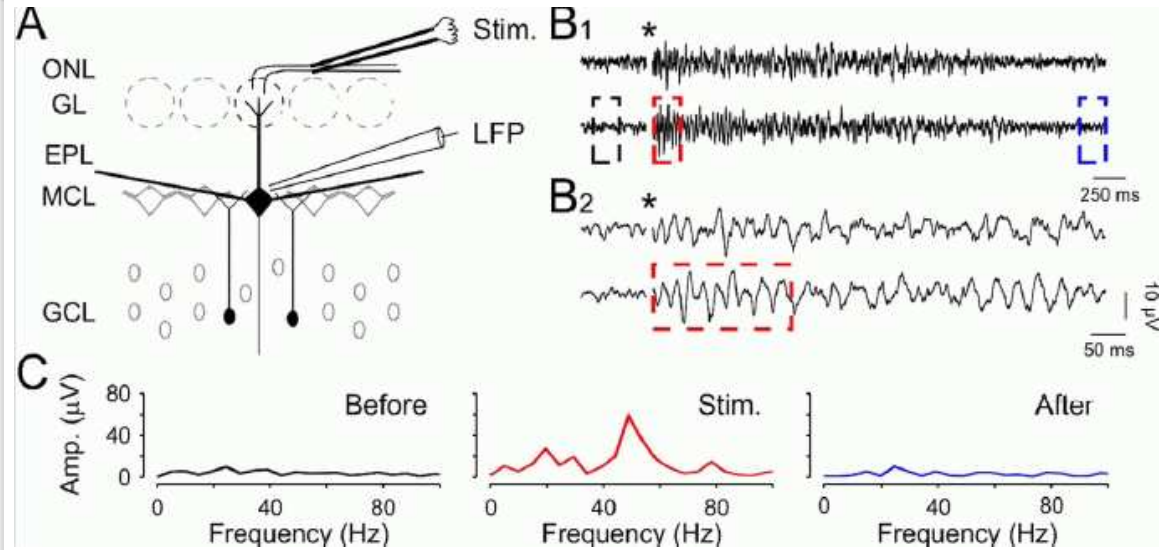 A
Stim.
ONL
GL
EPL
LFP
MCL
GCL
B1
*
250 ms
B2
*
10 µV
50 ms
C
Amp. (µV)
80
40
0
Before
0
40
80
Frequency (Hz)
Stim.
0
40
80
Frequency (Hz)
After
0
40
80
Frequency (Hz)